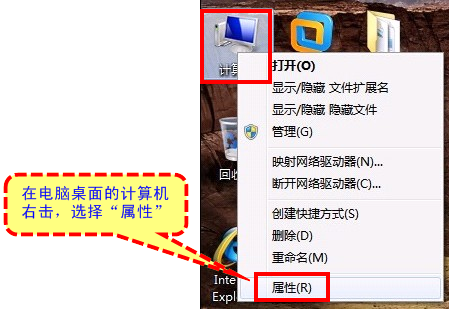 计算
打开(O)
显示/隐藏 文件扩展名
显示/隐藏 隐藏文件
管理(G)
回收
映射网络驱动器(N)...
断开网络驱动器(C)...
在电脑桌面的计算机
右击，选择“属性”
创建快捷方式(S)
删除(D)
重命名(M)
Inte
Expl
属性(R)